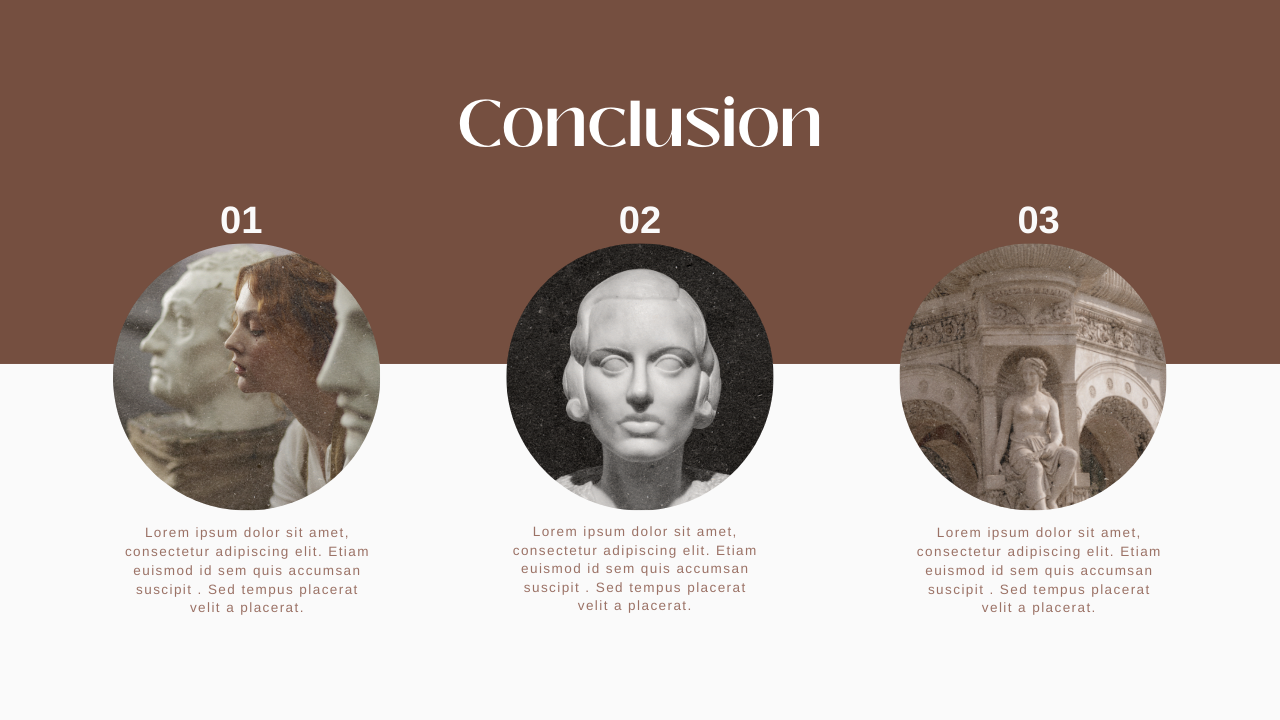 Conclusion
01
02
03
Lorem ipsum dolor sit amet,
consectetur adipiscing elit. Etiam
euismod id sem quis accumsan
suscipit . Sed tempus placerat
velit a placerat.
Lorem ipsum dolor sit amet,
consectetur adipiscing elit. Etiam
euismod id sem quis accumsan
suscipit . Sed tempus placerat
velit a placerat.
Lorem ipsum dolor sit amet,
consectetur adipiscing elit. Etiam
euismod id sem quis accumsan
suscipit . Sed tempus placerat
velit a placerat.